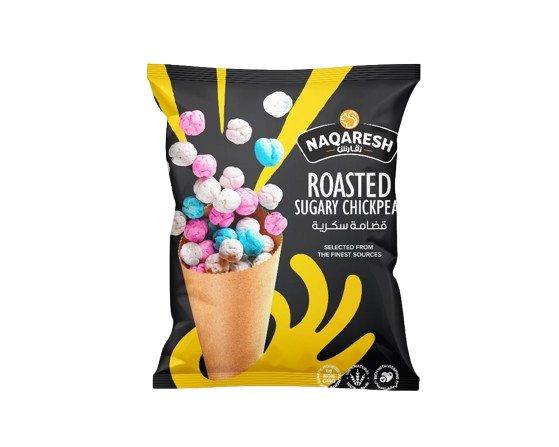 NAQARESH
نقارش
ROASTED
SUGARY CHICKPEA
قضامة سكرية
SELECTED FROM
THE FINEST SOURCES